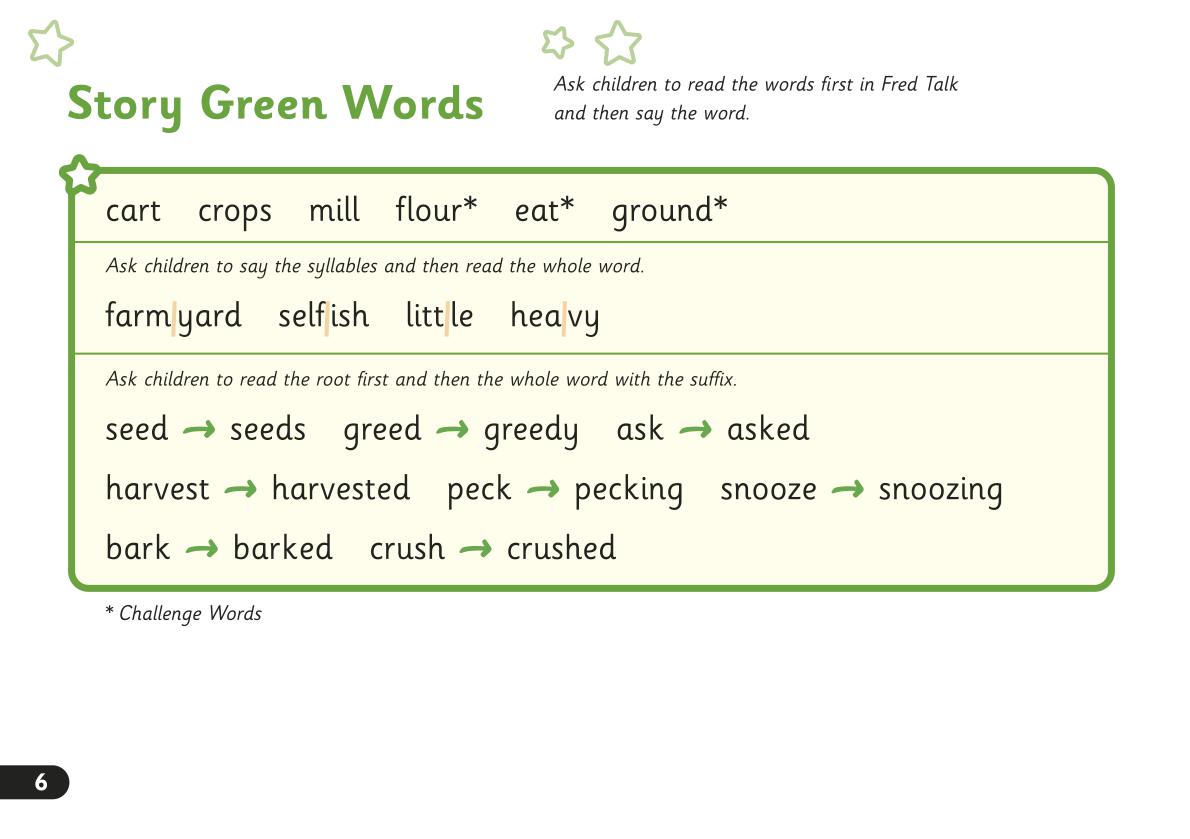 Story Green Words
Ask children to read the words first in Fred Talk
and then say the word.
cart crops mill flour* eat* ground*
Ask children to say the syllables and then read the whole word.
farm|yard self|ish litt|le hea|vy
Ask children to read the root first and then the whole word with the suffix.
seed → seeds greed → greedy ask → asked
harvest → harvested peck → pecking snooze → snoozing
bark → barked crush → crushed
* Challenge Words
6